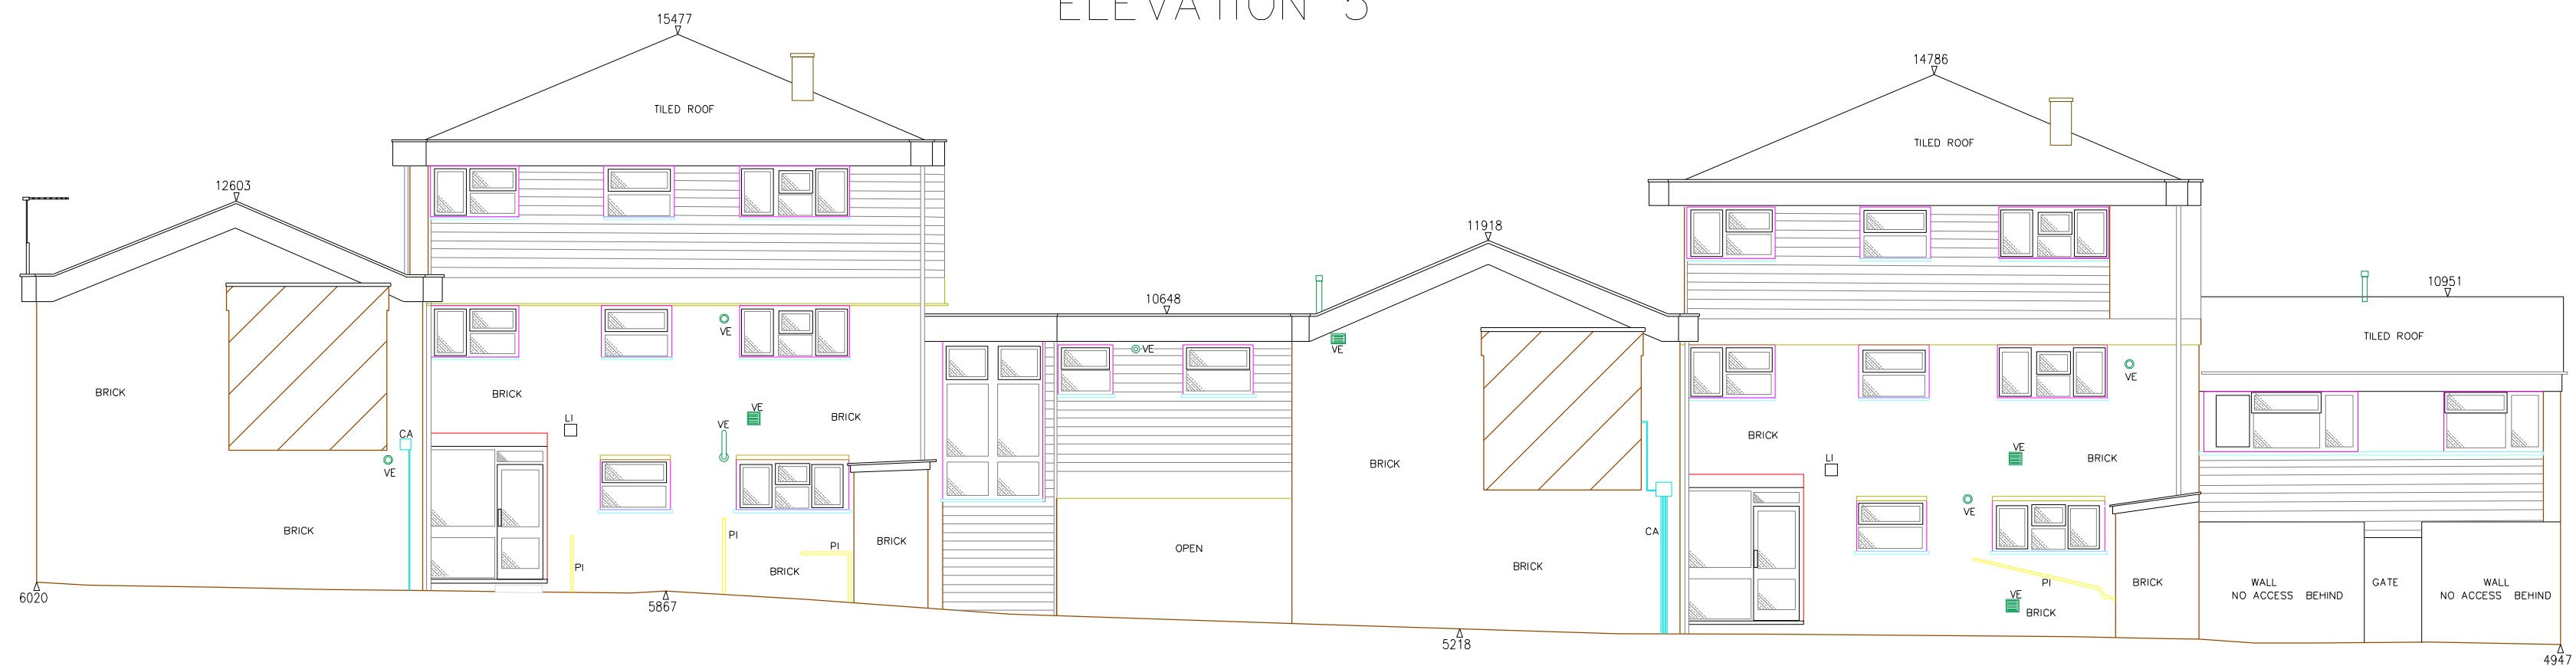 ELEVATION 5
15477
14786
TILED ROOF
TILED ROOF
12603
11918
10648
10951
TILED ROOF
VE
VE
VE
VE
VE
BRICK
BRICK
LI
VE
VE
BRICK
CA
VE
BRICK
BRICK
LI
VE
BRICK
BRICK
PI
PI
PI
BRICK
BRICK
OPEN
CA
BRICK
VE
PI
BRICK
VE
BRICK
WALL
NO ACCESS BEHIND
GATE
WALL
NO ACCESS BEHIND
6020
5867
5218
4947